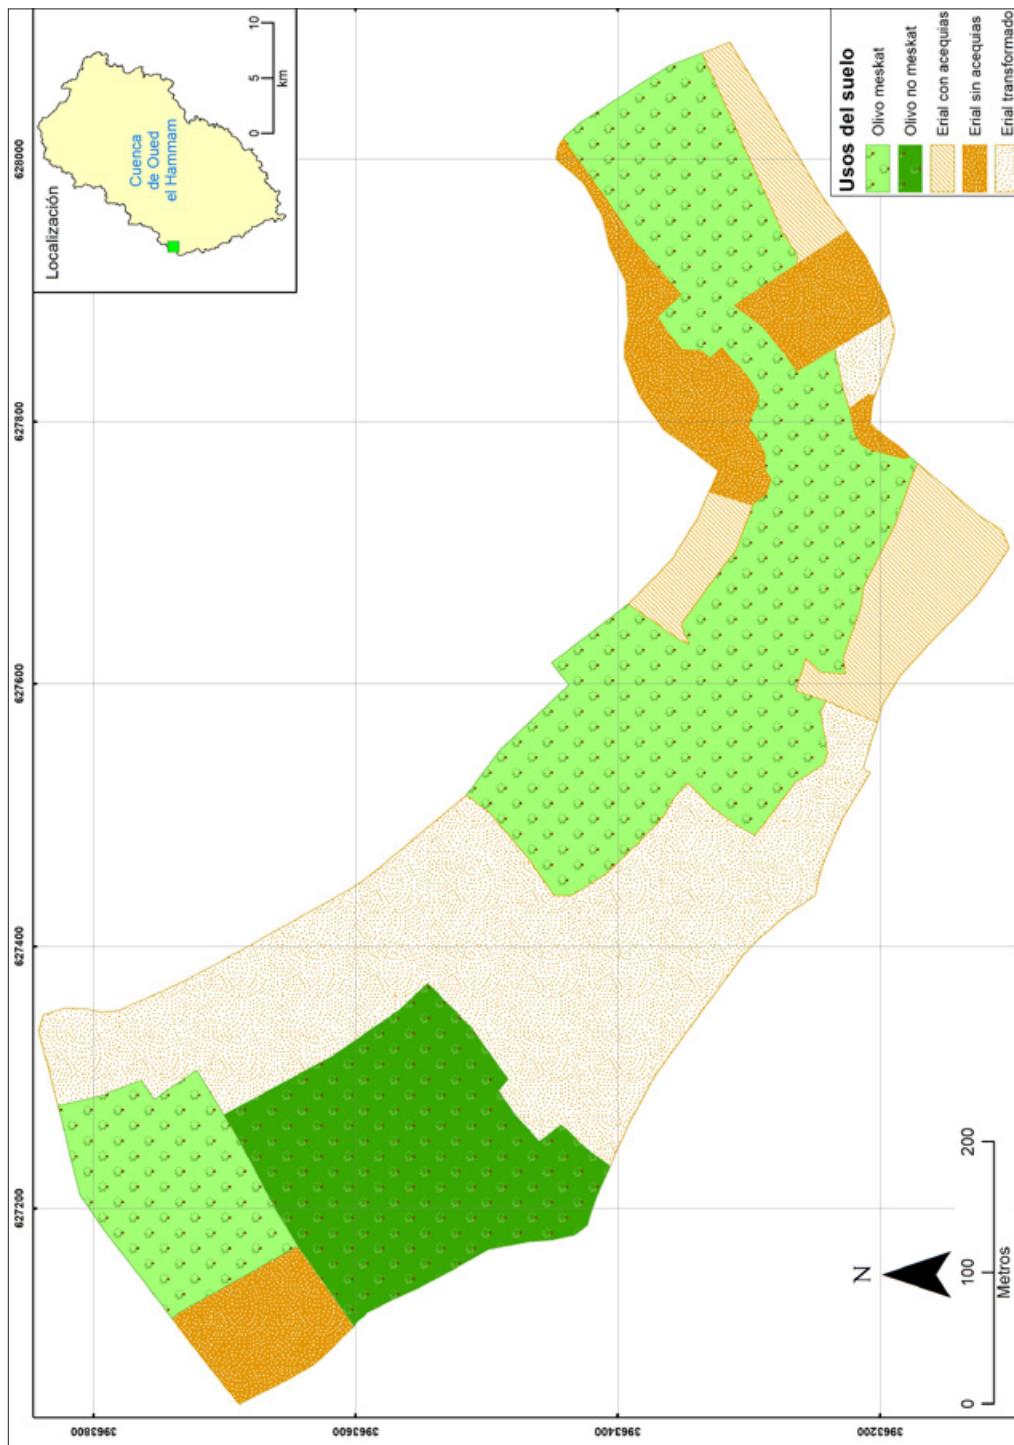 Localización
Cuenca
de Oued
el Hammam
0 5 10
km
627200 627400 627600 627800 628000
3963800
3963600
3963400
3963200
Usos del suelo
Olivo meskat
Olivo no meskat
Erial con acequias
Erial sin acequias
Erial transformado
N
0 100 200
Metros